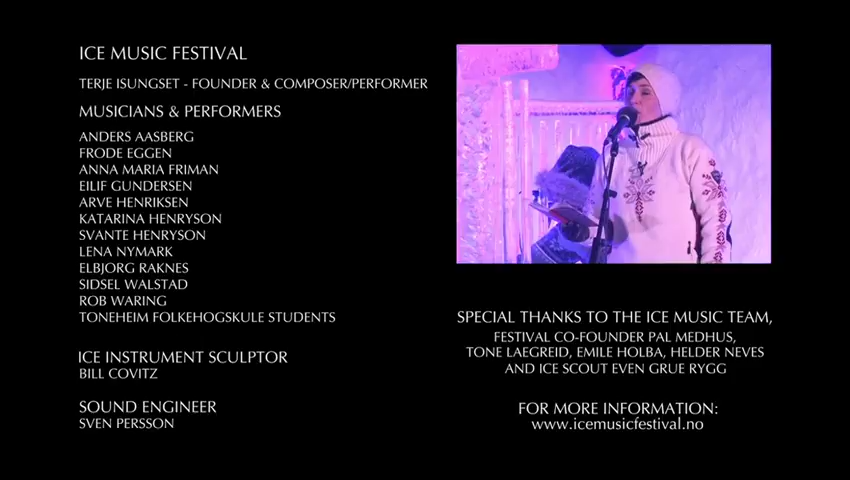 ICE MUSIC FESTIVAL
TERJE ISUNGSET - FOUNDER & COMPOSER/PERFORMER
MUSICIANS & PERFORMERS
ANDERS AASBERG
FRODE EGGEN
ANNA MARIA FRIMAN
EILIF GUNDERSEN
ARVE HENRIKSEN
KATARINA HENRYSON
SVANTE HENRYSON
LENA NYMARK
ELBJORG RAKNES
SIDSEL WALSTAD
ROB WARING
TONEHEIM FOLKEHOGSKULE STUDENTS
ICE INSTRUMENT SCULPTOR
BILL COVITZ
SOUND ENGINEER
SVEN PERSSON
SPECIAL THANKS TO THE ICE MUSIC TEAM,
FESTIVAL CO-FOUNDER PAL MEDHUS,
TONE LAEGREID, EMILE HOLBA, HELDER NEVES
AND ICE SCOUT EVEN GRUE RYGG
FOR MORE INFORMATION:
www.icemusicfestival.no